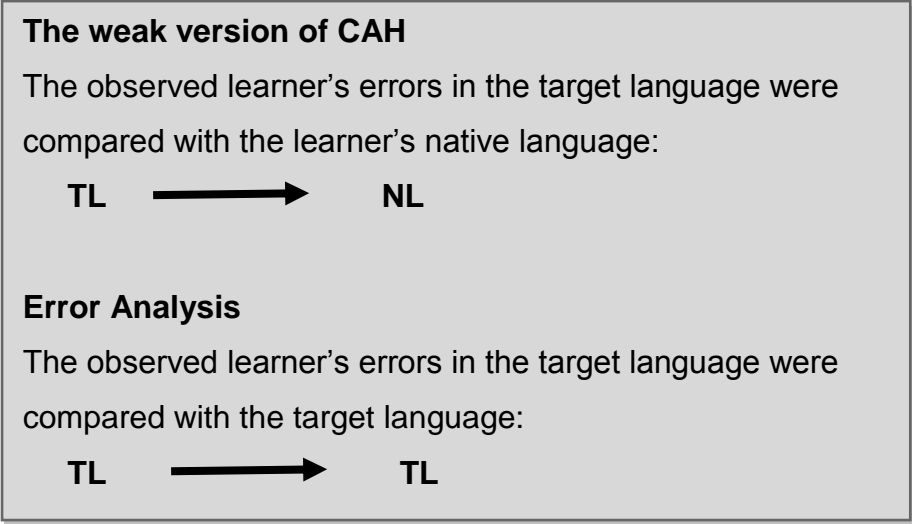 The weak version of CAH
The observed learner's errors in the target language were
compared with the learner's native language:
TL NL
Error Analysis
The observed learner's errors in the target language were
compared with the target language:
TL TL